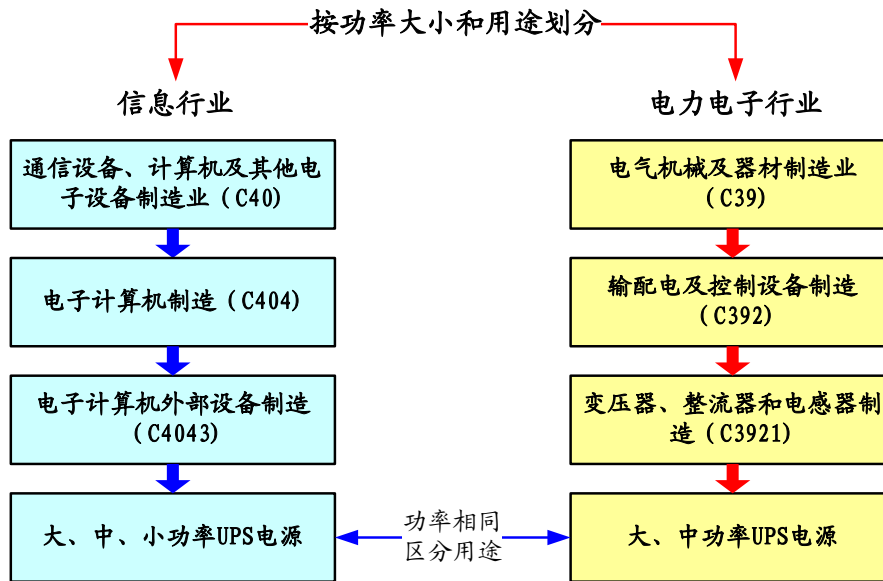 按功率大小和用途划分
信息行业
电力电子行业
通信设备、计算机及其他电
子设备制造业（C40）
电气机械及器材制造业
（C39）
电子计算机制造（C404）
输配电及控制设备制造
（C392）
电子计算机外部设备制造
（C4043）
变压器、整流器和电感器制
造（C3921）
大、中、小功率UPS电源
功率相同
区分用途
大、中功率UPS电源